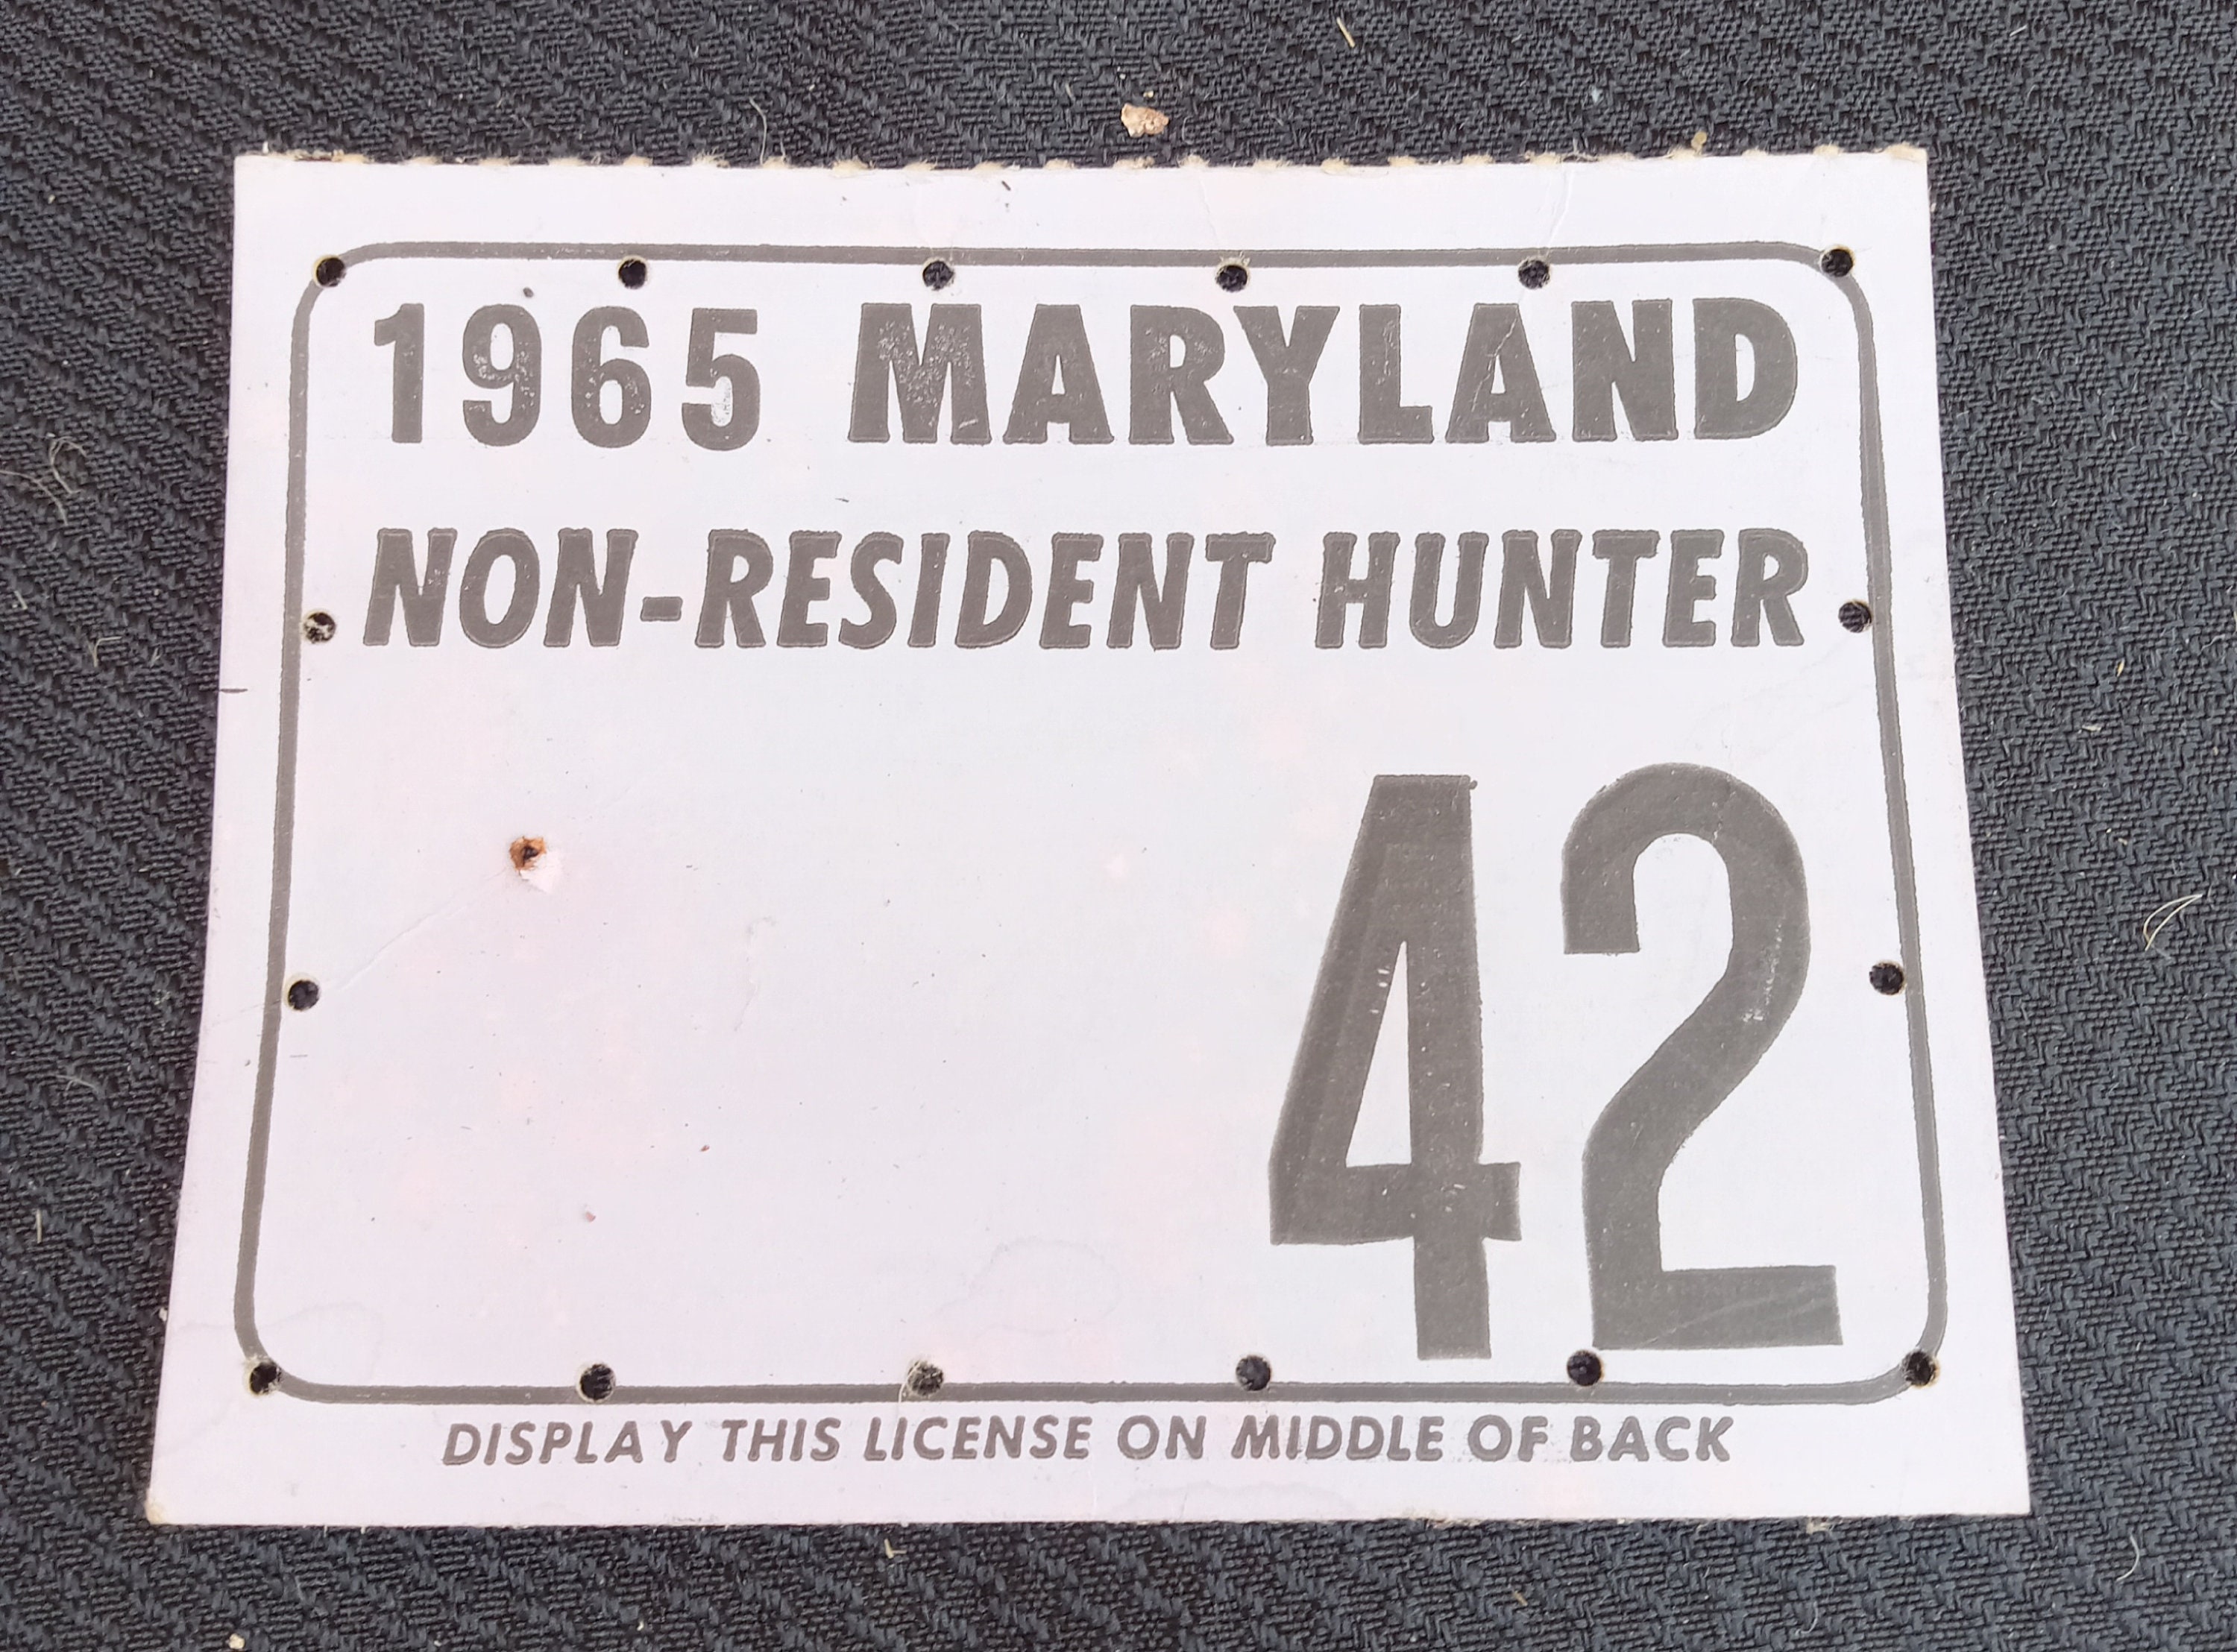 1965 MARYLAND
NON-RESIDENT HUNTER
42
DISPLAY THIS LICENSE ON MIDDLE OF BACK